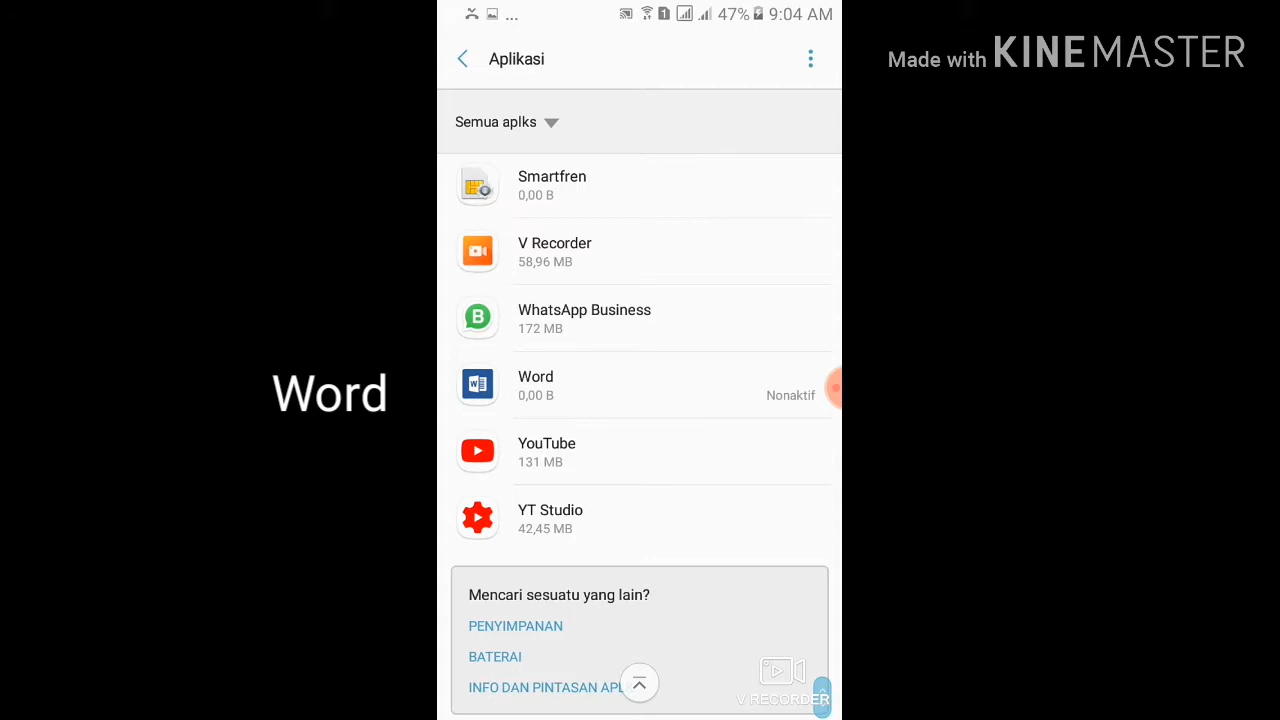 ... 1 47% 9:04 AM
Aplikasi
Made with KINEMASTER
Semua aplks
Smartfren
0,00 B
V Recorder
58,96 MB
B
WhatsApp Business
172 MB
Word
W
Word
0,00 B
Nonaktif
YouTube
131 MB
YT Studio
42,45 MB
Mencari sesuatu yang lain?
PENYIMPANAN
BATERAI
INFO DAN PINTASAN APL
V RECORDER